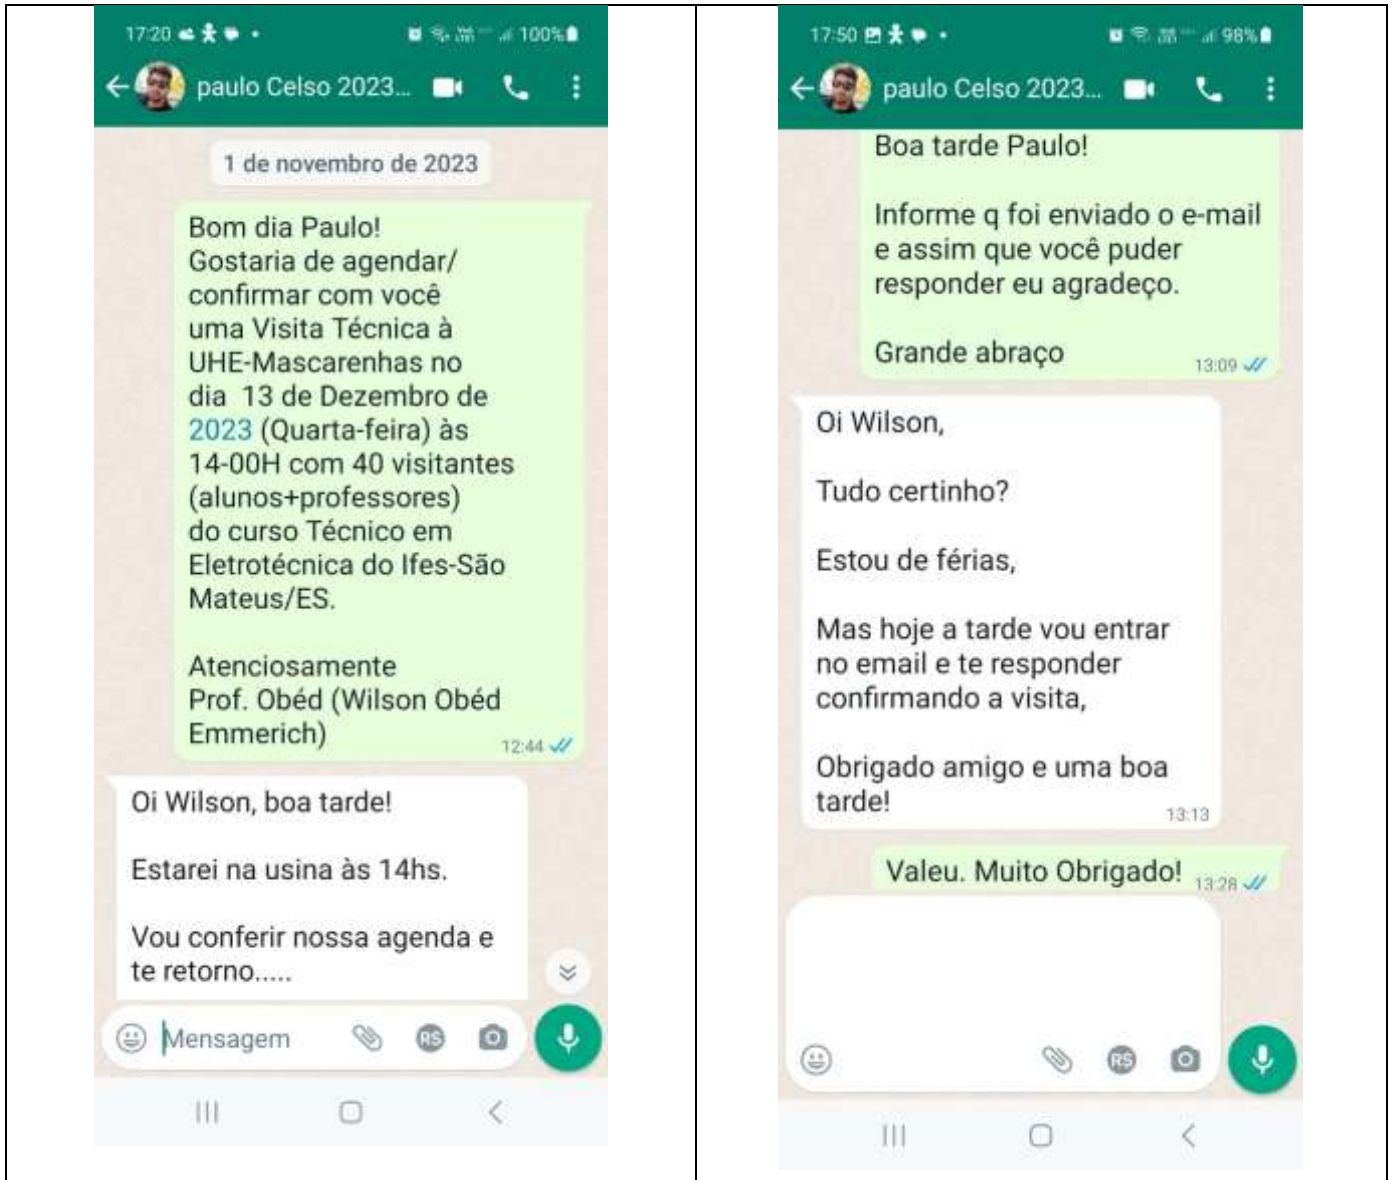 17:20
100%
paulo Celso 2023...
1 de novembro de 2023
Bom dia Paulo!
Gostaria de agendar/
confirmar com você
uma Visita Técnica à
UHE-Mascarenhas no
dia 13 de Dezembro de
2023 (Quarta-feira) às
14-00H com 40 visitantes
(alunos+professores)
do curso Técnico em
Eletrotécnica do Ifes-São
Mateus/ES.
Atenciosamente
Prof. Obéd (Wilson Obéd
Emmerich)
12:44
Oi Wilson, boa tarde!
Estarei na usina às 14hs.
Vou conferir nossa agenda e
te retorno.....
Mensagem
R$
17:50
98%
paulo Celso 2023...
Boa tarde Paulo!
Informe q foi enviado o e-mail
e assim que você puder
responder eu agradeço.
Grande abraço
13:09
Oi Wilson,
Tudo certinho?
Estou de férias,
Mas hoje a tarde vou entrar
no email e te responder
confirmando a visita,
Obrigado amigo e uma boa
tarde!
13:13
Valeu. Muito Obrigado!
13:28
R$